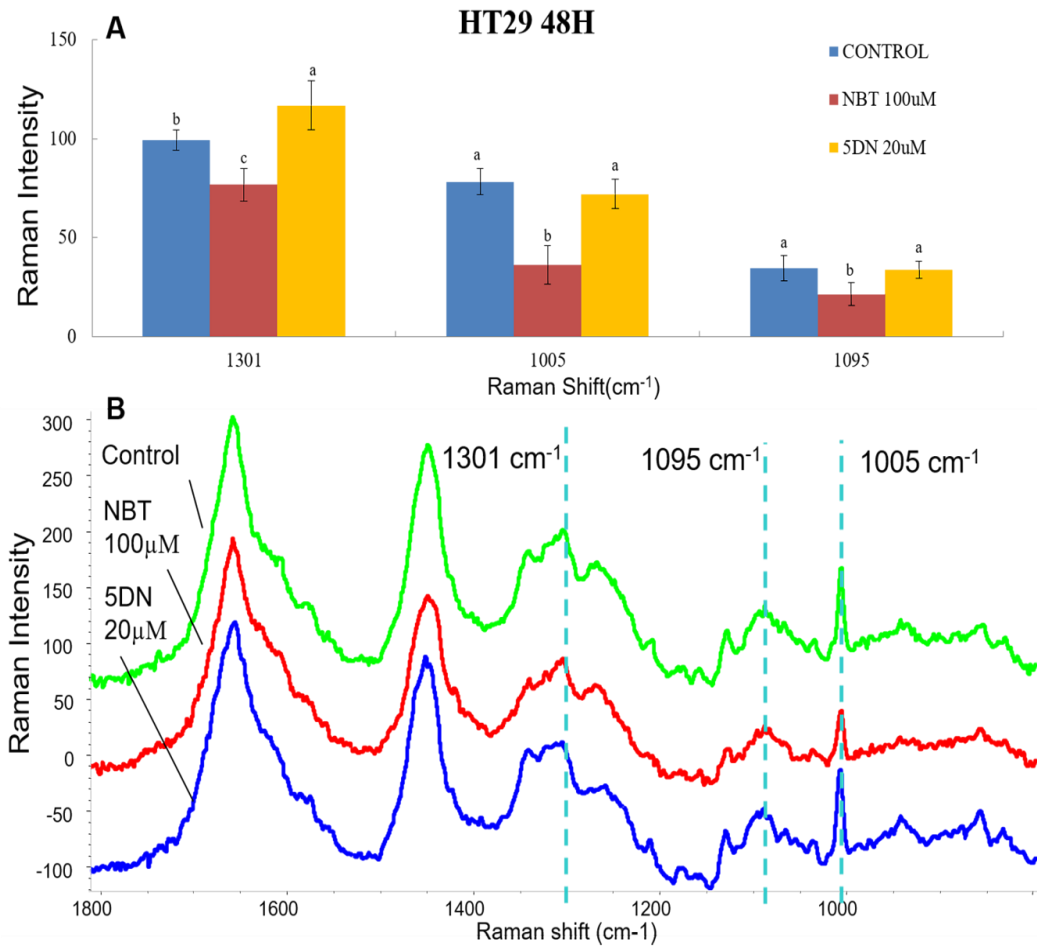 HT29 48H
A
150
100
50
0
Raman Intensity
b
c
a
a
b
a
a
b
a
CONTROL
NBT 100uM
5DN 20uM
1301
1005
1095
Raman Shift(cm-1)
B
300
250
200
150
100
50
0
-50
-100
Raman Intensity
Control
NBT
100µM
5DN
20µM
1301 cm-1
1095 cm-1
1005 cm-1
1800
1600
1400
1200
1000
Raman shift (cm-1)